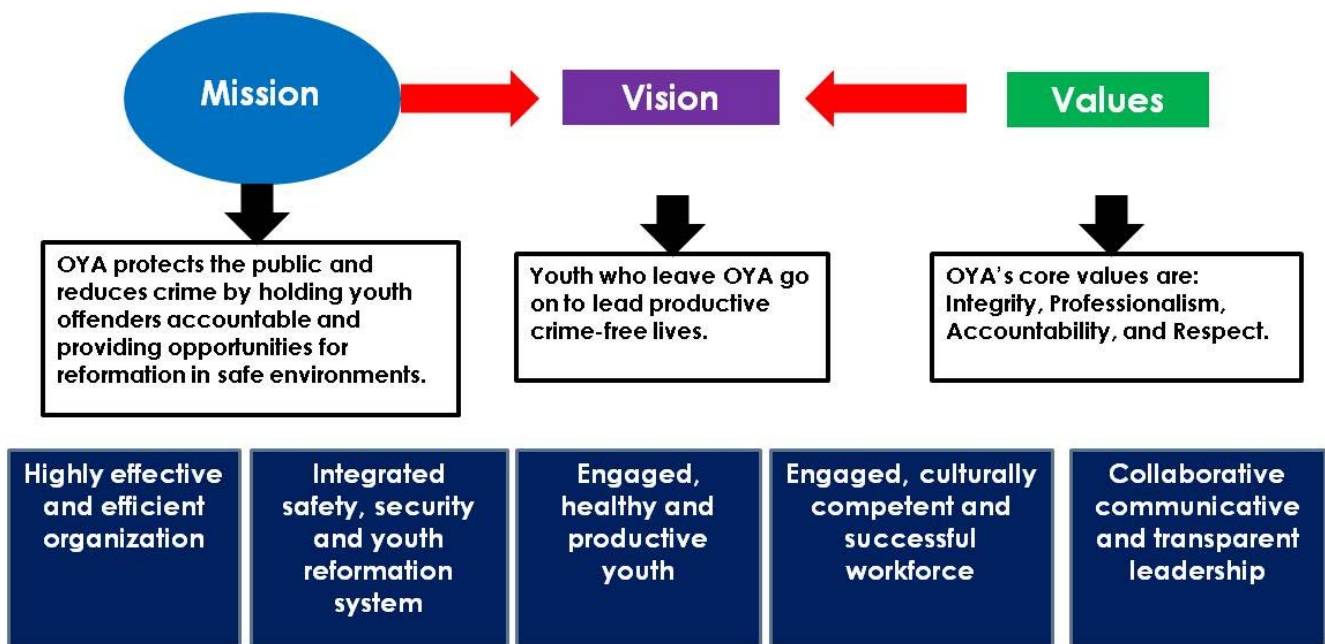 Mission
Vision
Values
OYA protects the public and
reduces crime by holding youth
offenders accountable and
providing opportunities for
reformation in safe environments.
Youth who leave OYA go
on to lead productive
crime-free lives.
OYA's core values are:
Integrity, Professionalism,
Accountability, and Respect.
Highly effective
and efficient
organization
Integrated
safety, security
and youth
reformation
system
Engaged,
healthy and
productive
youth
Engaged, culturally
competent and
successful
workforce
Collaborative
communicative
and transparent
leadership